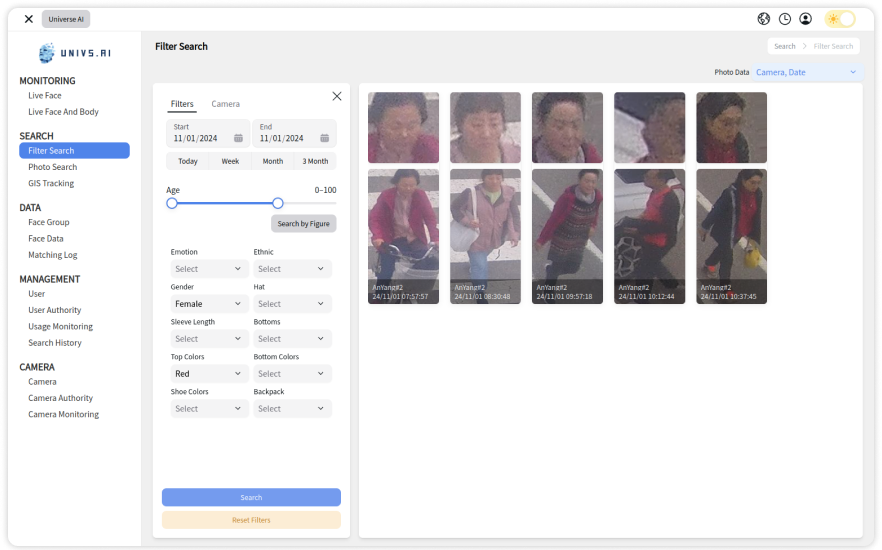 Universe AI
UNIVS.AI
Filter Search
Search > Filter Search
Photo Data Camera, Date
MONITORING
Live Face
Live Face And Body
SEARCH
Filter Search
Photo Search
GIS Tracking
DATA
Face Group
Face Data
Matching Log
MANAGEMENT
User
User Authority
Usage Monitoring
Search History
CAMERA
Camera
Camera Authority
Camera Monitoring
Filters Camera
Start End
11/01/2024 11/01/2024
Today Week Month 3 Month
Age 0–100
Search by Figure
Emotion Ethnic
Select Select
Gender Hat
Female Select
Sleeve Length Bottoms
Select Select
Top Colors Bottom Colors
Red Select
Shoe Colors Backpack
Select Select
Search
Reset Filters
AnYang#2
24/11/01 07:57:57
AnYang#2
24/11/01 08:30:48
AnYang#2
24/11/01 09:57:18
AnYang#2
24/11/01 10:12:44
AnYang#2
24/11/01 10:37:45